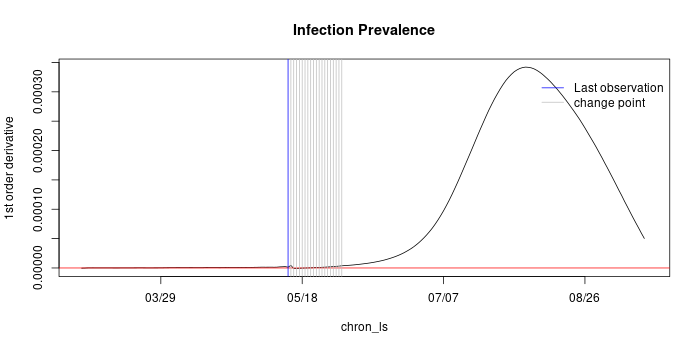 Infection Prevalence
1st order derivative
0.00030
0.00020
0.00010
0.00000
Last observation
change point
03/29 05/18 07/07 08/26
chron_ls